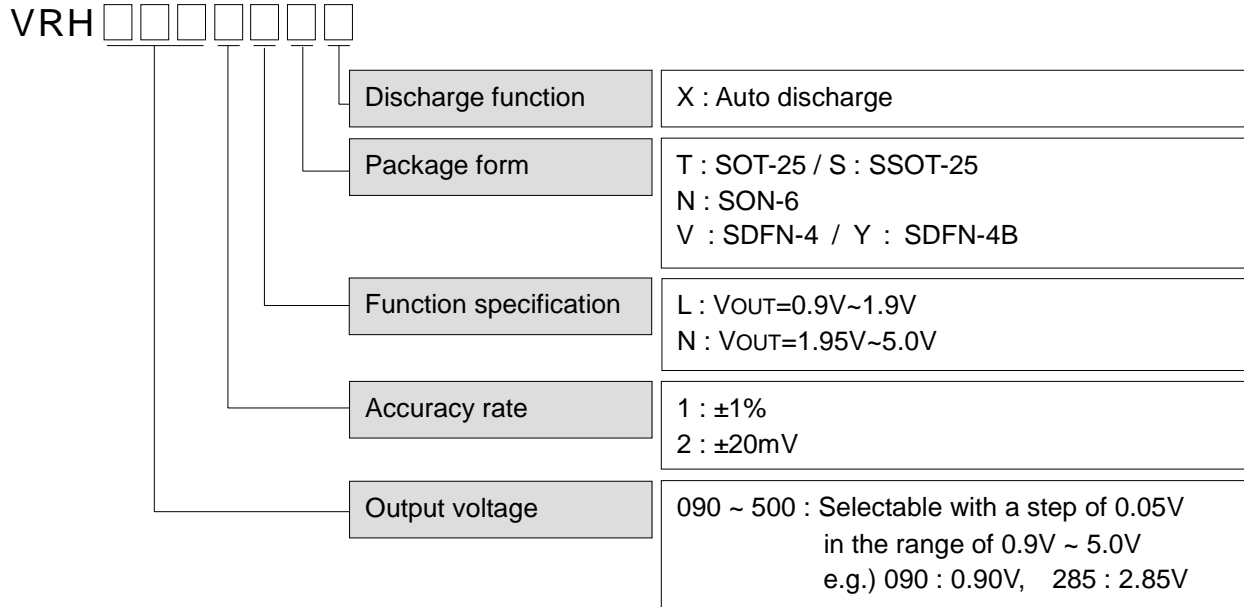 VRH
Discharge function
X : Auto discharge
Package form
T : SOT-25 / S : SSOT-25
N : SON-6
V : SDFN-4 / Y : SDFN-4B
Function specification
L : VOUT=0.9V~1.9V
N : VOUT=1.95V~5.0V
Accuracy rate
1 : ±1%
2 : ±20mV
Output voltage
090 ~ 500 : Selectable with a step of 0.05V
in the range of 0.9V ~ 5.0V
e.g.) 090 : 0.90V, 285 : 2.85V